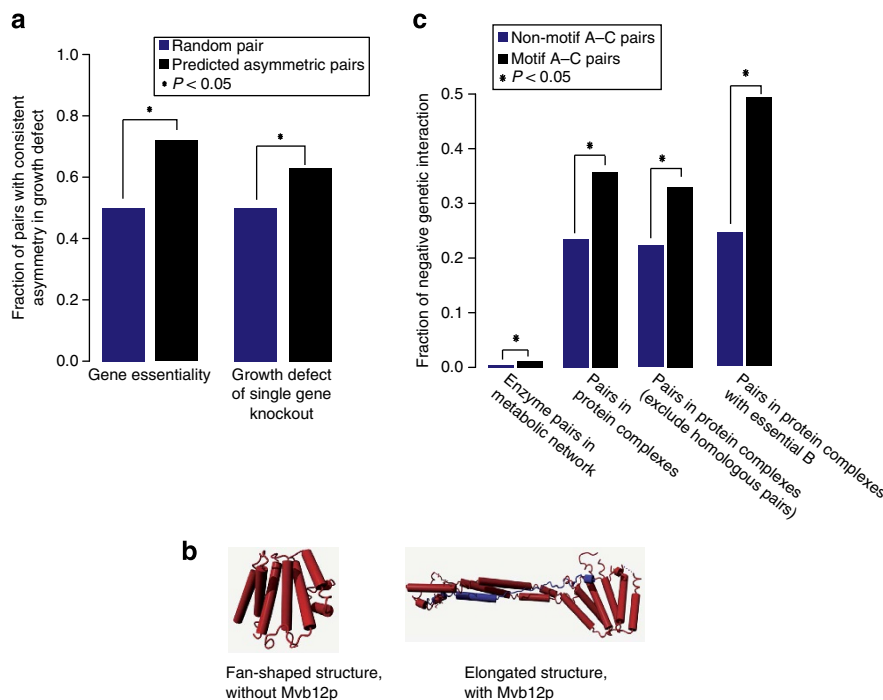 a
Random pair
Predicted asymmetric pairs
* P < 0.05
Fraction of pairs with consistent
asymmetry in growth defect
1.0
0.8
0.6
0.4
0.2
0.0
*
*
Gene essentiality
Growth defect
of single gene
knockout
c
Non-motif A–C pairs
Motif A–C pairs
* P < 0.05
Fraction of negative genetic interaction
0.5
0.4
0.3
0.2
0.1
0.0
*
*
*
*
Enzyme pairs in
metabolic network
Pairs in
protein complexes
Pairs in protein complexes
(exclude homologous pairs)
Pairs in protein complexes
with essential B
b
Fan-shaped structure,
without Mvb12p
Elongated structure,
with Mvb12p